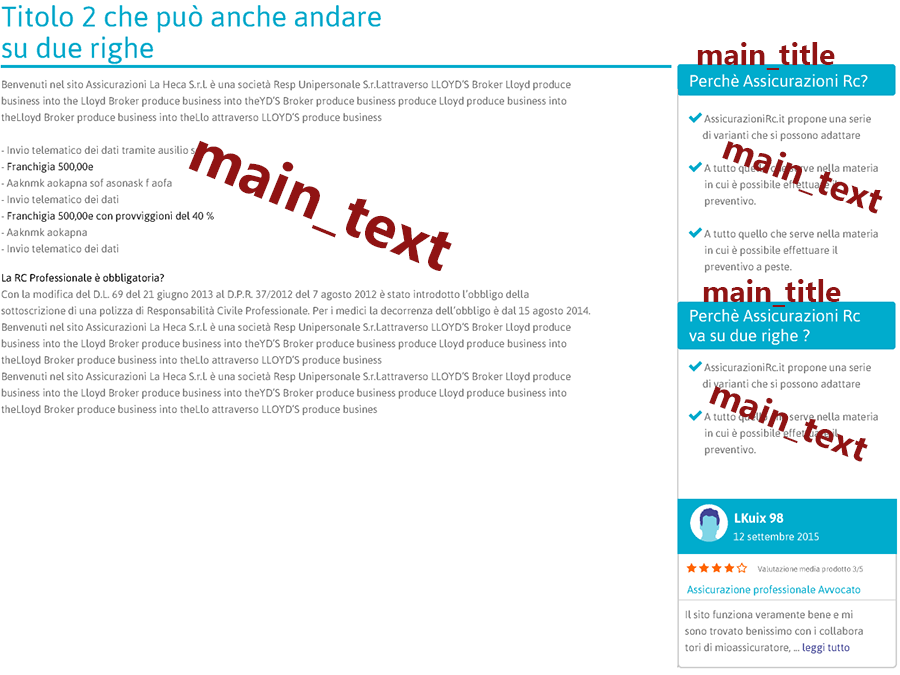 Titolo 2 che può anche andare
su due righe
Benvenuti nel sito Assicurazioni La Heca S.r.l. è una società Resp Unipersonale S.r.l.attraverso LLOYD'S Broker Lloyd produce
business into the Lloyd Broker produce business into theYD'S Broker produce business produce Lloyd Broker produce business into
theLloyd Broker produce business into theLlo attraverso LLOYD'S produce business
- Invio telematico dei dati tramite ausilio s
- Franchigia 500,00e
- Aaknmk aokapna sof asonask f aofa
- Invio telematico dei dati
- Franchigia 500,00e con provviggioni del 40 %
- Aaknmk aokapna
- Invio telematico dei dati
main_text
La RC Professionale è obbligatoria?
Con la modifica del D.L. 69 del 21 giugno 2013 al D.P.R. 37/2012 del 7 agosto 2012 è stato introdotto l'obbligo della
sottoscrizione di una polizza di Responsabilità Civile Professionale. Per i medici la decorrenza dell'obbligo è dal 15 agosto 2014.
Benvenuti nel sito Assicurazioni La Heca S.r.l. è una società Resp Unipersonale S.r.l.attraverso LLOYD'S Broker Lloyd produce
business into the Lloyd Broker produce business into theYD'S Broker produce business produce Lloyd Broker produce business into
theLloyd Broker produce business into theLlo attraverso LLOYD'S produce business
Benvenuti nel sito Assicurazioni La Heca S.r.l. è una società Resp Unipersonale S.r.l.attraverso LLOYD'S Broker Lloyd produce
business into the Lloyd Broker produce business into theYD'S Broker produce business produce Lloyd Broker produce business into
theLloyd Broker produce business into theLlo attraverso LLOYD'S produce busines
main_title
Perchè Assicurazioni Rc?
AssicurazioniRc.it propone una serie
di varianti che si possono adattare
main_text
A tutto quello che serve nella materia
in cui è possibile effettuare il
preventivo.
A tutto quello che serve nella materia
in cui è possibile effettuare il
preventivo a peste.
main_title
Perchè Assicurazioni Rc
va su due righe ?
AssicurazioniRc.it propone una serie
di varianti che si possono adattare
main_text
A tutto quello che serve nella materia
in cui è possibile effettuare il
preventivo.
LKuix 98
12 settembre 2015
Valutazione media prodotto 3/5
Assicurazione professionale Avvocato
Il sito funziona veramente bene e mi
sono trovato benissimo con i collabora
tori di mioassicuratore, ... leggi tutto